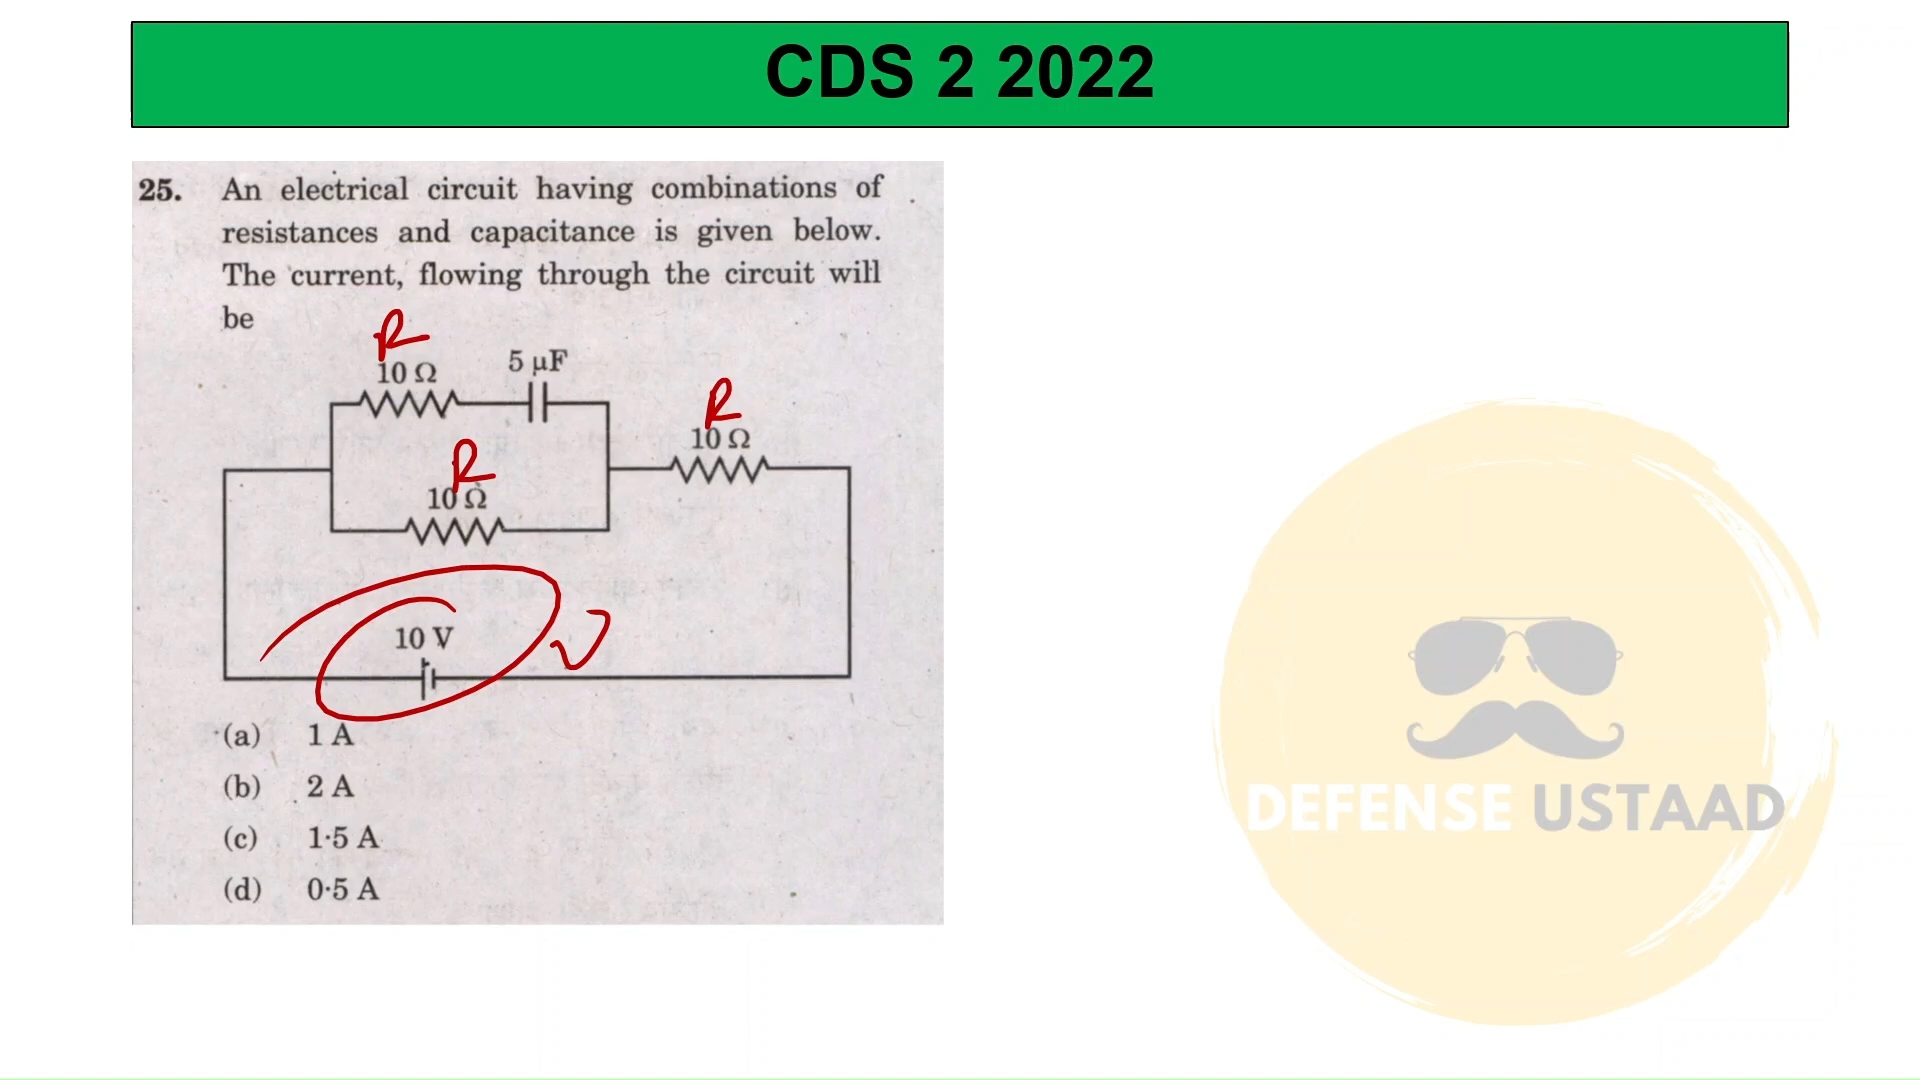 CDS 2 2022
25. An electrical circuit having combinations of
resistances and capacitance is given below.
The current, flowing through the circuit will
be
R
10 Ω
5 µF
R
10 Ω
R
10 Ω
10 V
V
(a) 1 A
(b) 2 A
(c) 1·5 A
(d) 0·5 A
DEFENSE USTAAD